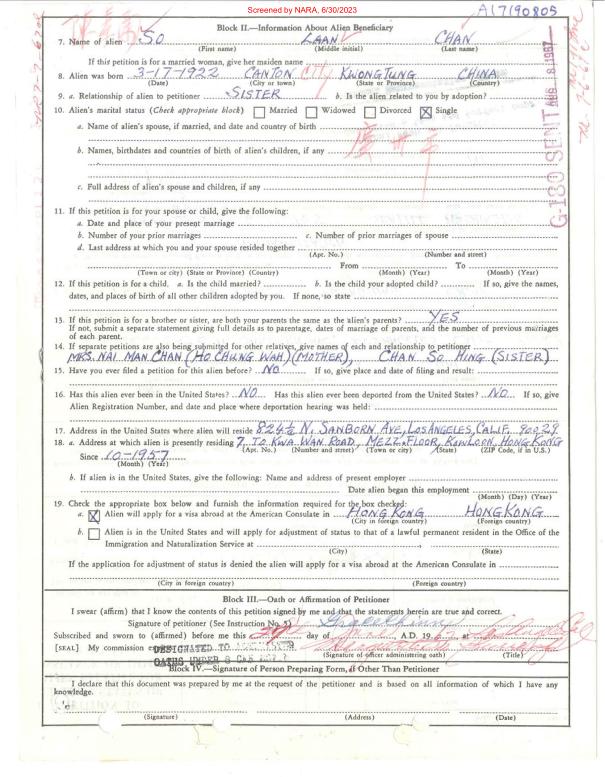 Screened by NARA, 6/30/2023
A17190805
Block II.—Information About Alien Beneficiary
7. Name of alien SO LAAN CHAN
(First name) (Middle initial) (Last name)
If this petition is for a married woman, give her maiden name
8. Alien was born 3-17-1922 CANTON CITY KWONGTUNG CHINA
(Date) (City or town) (State or Province) (Country)
9. a. Relationship of alien to petitioner SISTER b. Is the alien related to you by adoption?
10. Alien's marital status (Check appropriate block) Married Widowed Divorced X Single
a. Name of alien's spouse, if married, and date and country of birth
b. Names, birthdates and countries of birth of alien's children, if any
c. Full address of alien's spouse and children, if any
11. If this petition is for your spouse or child, give the following:
a. Date and place of your present marriage
b. Number of your prior marriages c. Number of prior marriages of spouse
d. Last address at which you and your spouse resided together
(Apt. No.) (Number and street)
From To
(Town or city) (State or Province) (Country) (Month) (Year) (Month) (Year)
12. If this petition is for a child, a. Is the child married? b. Is the child your adopted child? If so, give the names,
dates, and places of birth of all other children adopted by you. If none, so state
13. If this petition is for a brother or sister, are both your parents the same as the alien's parents? YES
If not, submit a separate statement giving full details as to parentage, dates of marriage of parents, and the number of previous marriages
of each parent.
14. If separate petitions are also being submitted for other relatives, give names of each and relationship to petitioner
MRS. NAI MAN CHAN (HO CHUNG WAH) (MOTHER), CHAN SO HING (SISTER)
15. Have you ever filed a petition for this alien before? NO If so, give place and date of filing and result:
16. Has this alien ever been in the United States? NO Has this alien ever been deported from the United States? NO If so, give
Alien Registration Number, and date and place where deportation hearing was held:
17. Address in the United States where alien will reside 824½ N. SANBORN AVE, LOS ANGELES, CALIF. 90029
18. a. Address at which alien is presently residing 7, TO KWA WAN ROAD, MEZZ. FLOOR, KOWLOON, HONG KONG
(Apt. No.) (Number and street) (Town or city) (State) (ZIP Code, if in U.S.)
Since 10-1957
(Month) (Year)
b. If alien is in the United States, give the following: Name and address of present employer
Date alien began this employment
(Month) (Day) (Year)
19. Check the appropriate box below and furnish the information required for the box checked:
a. X Alien will apply for a visa abroad at the American Consulate in HONG KONG HONG KONG
(City in foreign country) (Foreign country)
b. Alien is in the United States and will apply for adjustment of status to that of a lawful permanent resident in the Office of the
Immigration and Naturalization Service at
(City) (State)
If the application for adjustment of status is denied the alien will apply for a visa abroad at the American Consulate in
(City in foreign country) (Foreign country)
Block III.—Oath or Affirmation of Petitioner
I swear (affirm) that I know the contents of this petition signed by me and that the statements herein are true and correct.
Signature of petitioner (See Instruction No. 5)
Subscribed and sworn to (affirmed) before me this day of , A.D. 19 at
[SEAL] My commission DESIGNATED TO
(Signature of officer administering oath) (Title)
Block IV.—Signature of Person Preparing Form, if Other Than Petitioner
I declare that this document was prepared by me at the request of the petitioner and is based on all information of which I have any
knowledge.
(Signature) (Address) (Date)
G-180 SENT AUG 8 1967